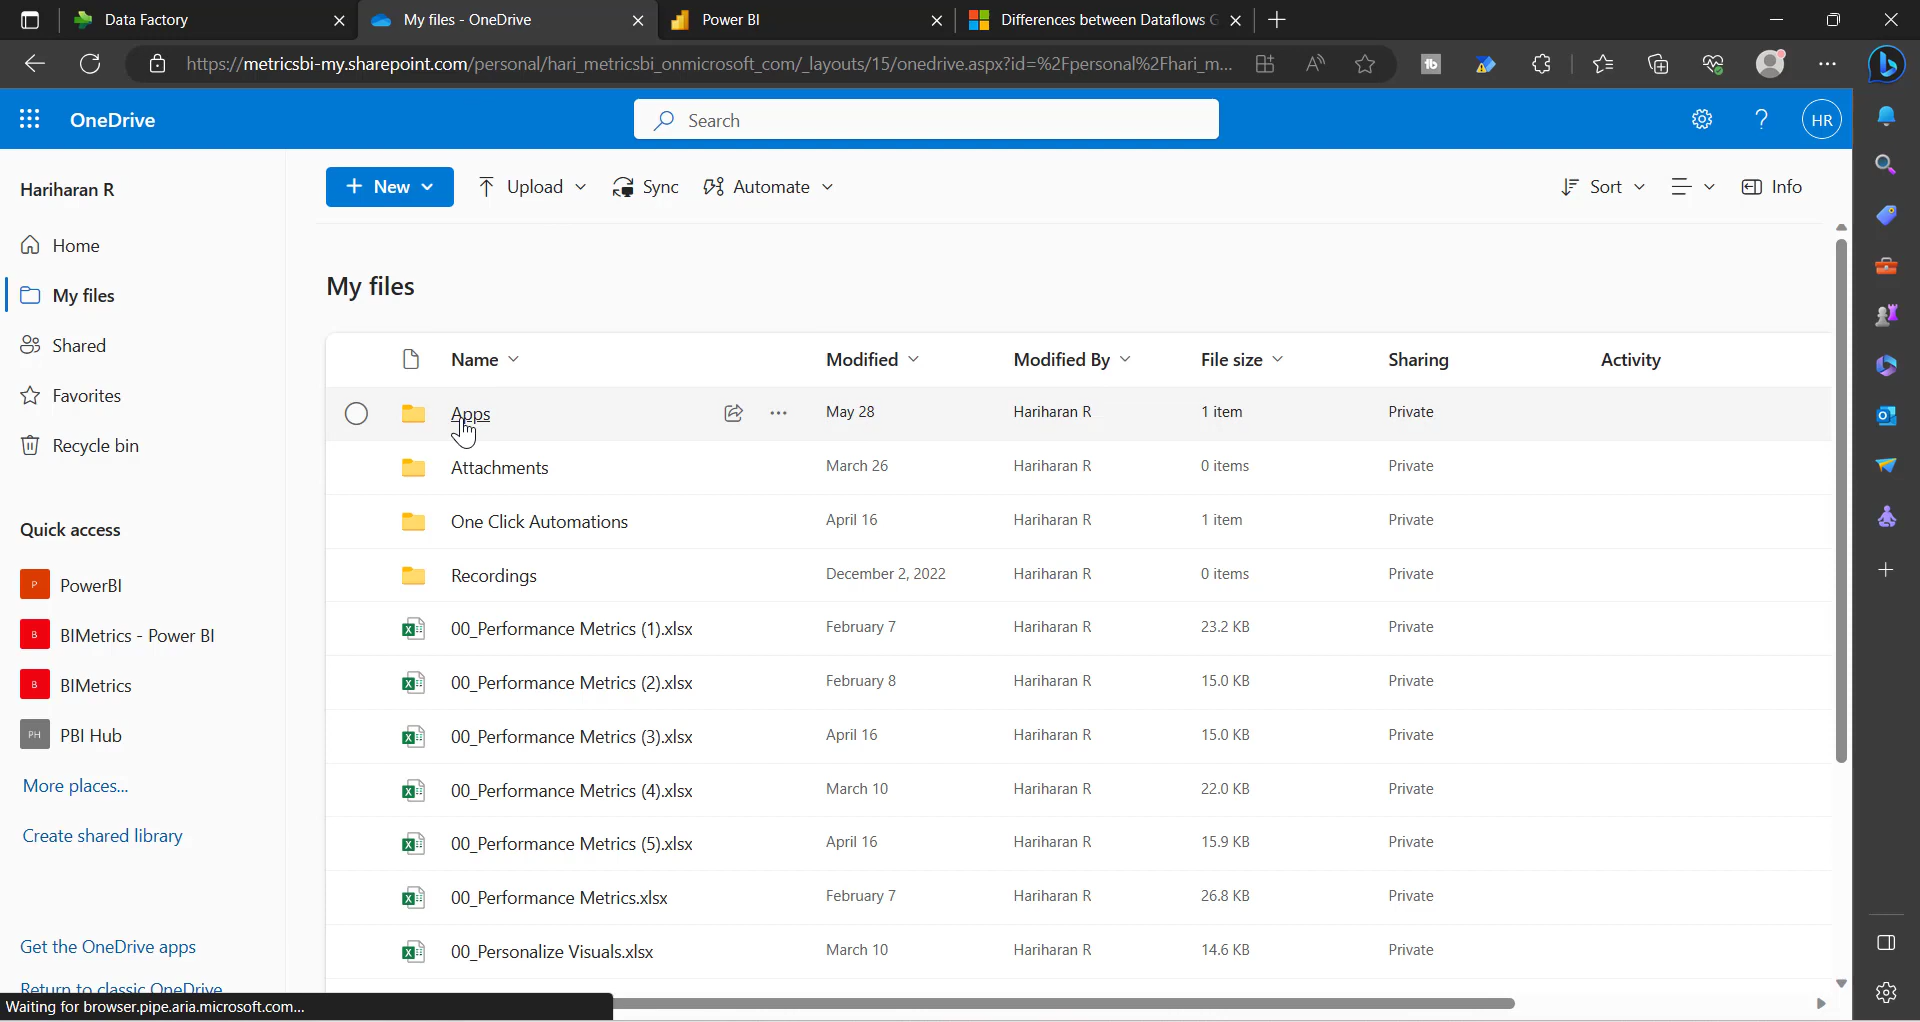 Data Factory
My files - OneDrive
Power BI
Differences between Dataflows G
https://metricsbi-my.sharepoint.com/personal/hari_metricsbi_onmicrosoft_com/_layouts/15/onedrive.aspx?id=%2Fpersonal%2Fhari_m...
OneDrive
Search
HR
Hariharan R
New
Upload
Sync
Automate
Sort
Info
Home
My files
Shared
Favorites
Recycle bin
Quick access
P PowerBI
B BIMetrics - Power BI
B BIMetrics
PH PBI Hub
More places...
Create shared library
Get the OneDrive apps
Return to classic OneDrive
Waiting for browser.pipe.aria.microsoft.com...
My files
Name Modified Modified By File size Sharing Activity
Apps May 28 Hariharan R 1 item Private
Attachments March 26 Hariharan R 0 items Private
One Click Automations April 16 Hariharan R 1 item Private
Recordings December 2, 2022 Hariharan R 0 items Private
00_Performance Metrics (1).xlsx February 7 Hariharan R 23.2 KB Private
00_Performance Metrics (2).xlsx February 8 Hariharan R 15.0 KB Private
00_Performance Metrics (3).xlsx April 16 Hariharan R 15.0 KB Private
00_Performance Metrics (4).xlsx March 10 Hariharan R 22.0 KB Private
00_Performance Metrics (5).xlsx April 16 Hariharan R 15.9 KB Private
00_Performance Metrics.xlsx February 7 Hariharan R 26.8 KB Private
00_Personalize Visuals.xlsx March 10 Hariharan R 14.6 KB Private